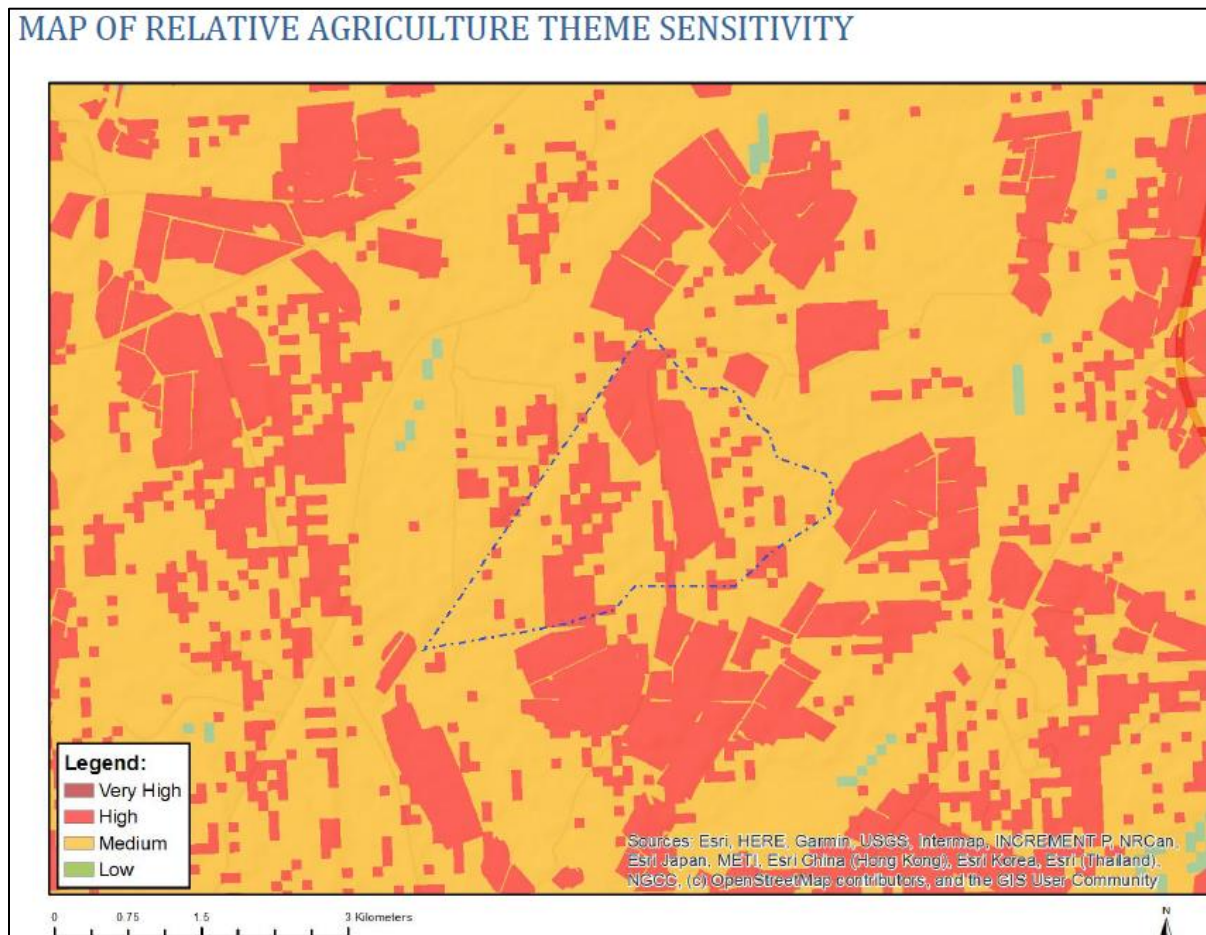 MAP OF RELATIVE AGRICULTURE THEME SENSITIVITY
Legend:
Very High
High
Medium
Low
Sources: Esri, HERE, Garmin, USGS, Intermap, INCREMENT P, NRCan,
Esri Japan, METI, Esri China (Hong Kong), Esri Korea, Esri (Thailand),
NGCC, (c) OpenStreetMap contributors, and the GIS User Community
0 0.75 1.5 3 Kilometers
N